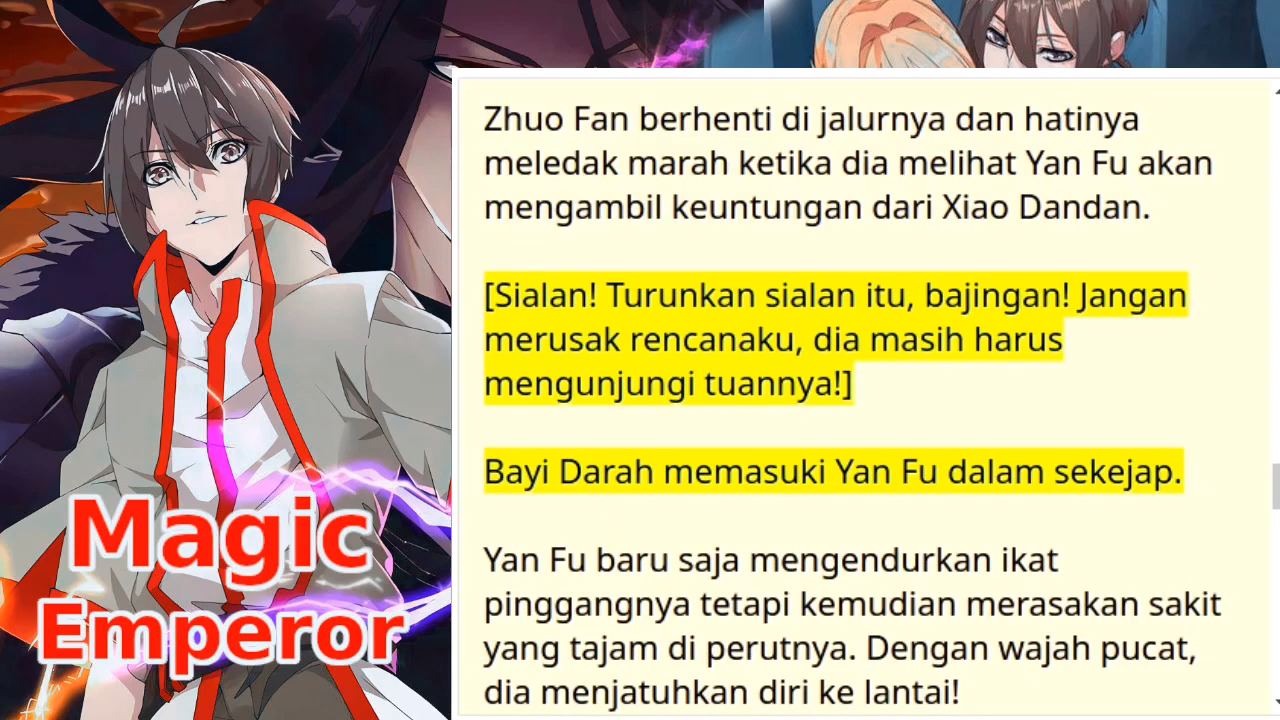 Zhuo Fan berhenti di jalurnya dan hatinya
meledak marah ketika dia melihat Yan Fu akan
mengambil keuntungan dari Xiao Dandan.
[Sialan! Turunkan sialan itu, bajingan! Jangan
merusak rencanaku, dia masih harus
mengunjungi tuannya!]
Bayi Darah memasuki Yan Fu dalam sekejap.
Yan Fu baru saja mengendurkan ikat
pinggangnya tetapi kemudian merasakan sakit
yang tajam di perutnya. Dengan wajah pucat,
dia menjatuhkan diri ke lantai!
Magic
Emperor